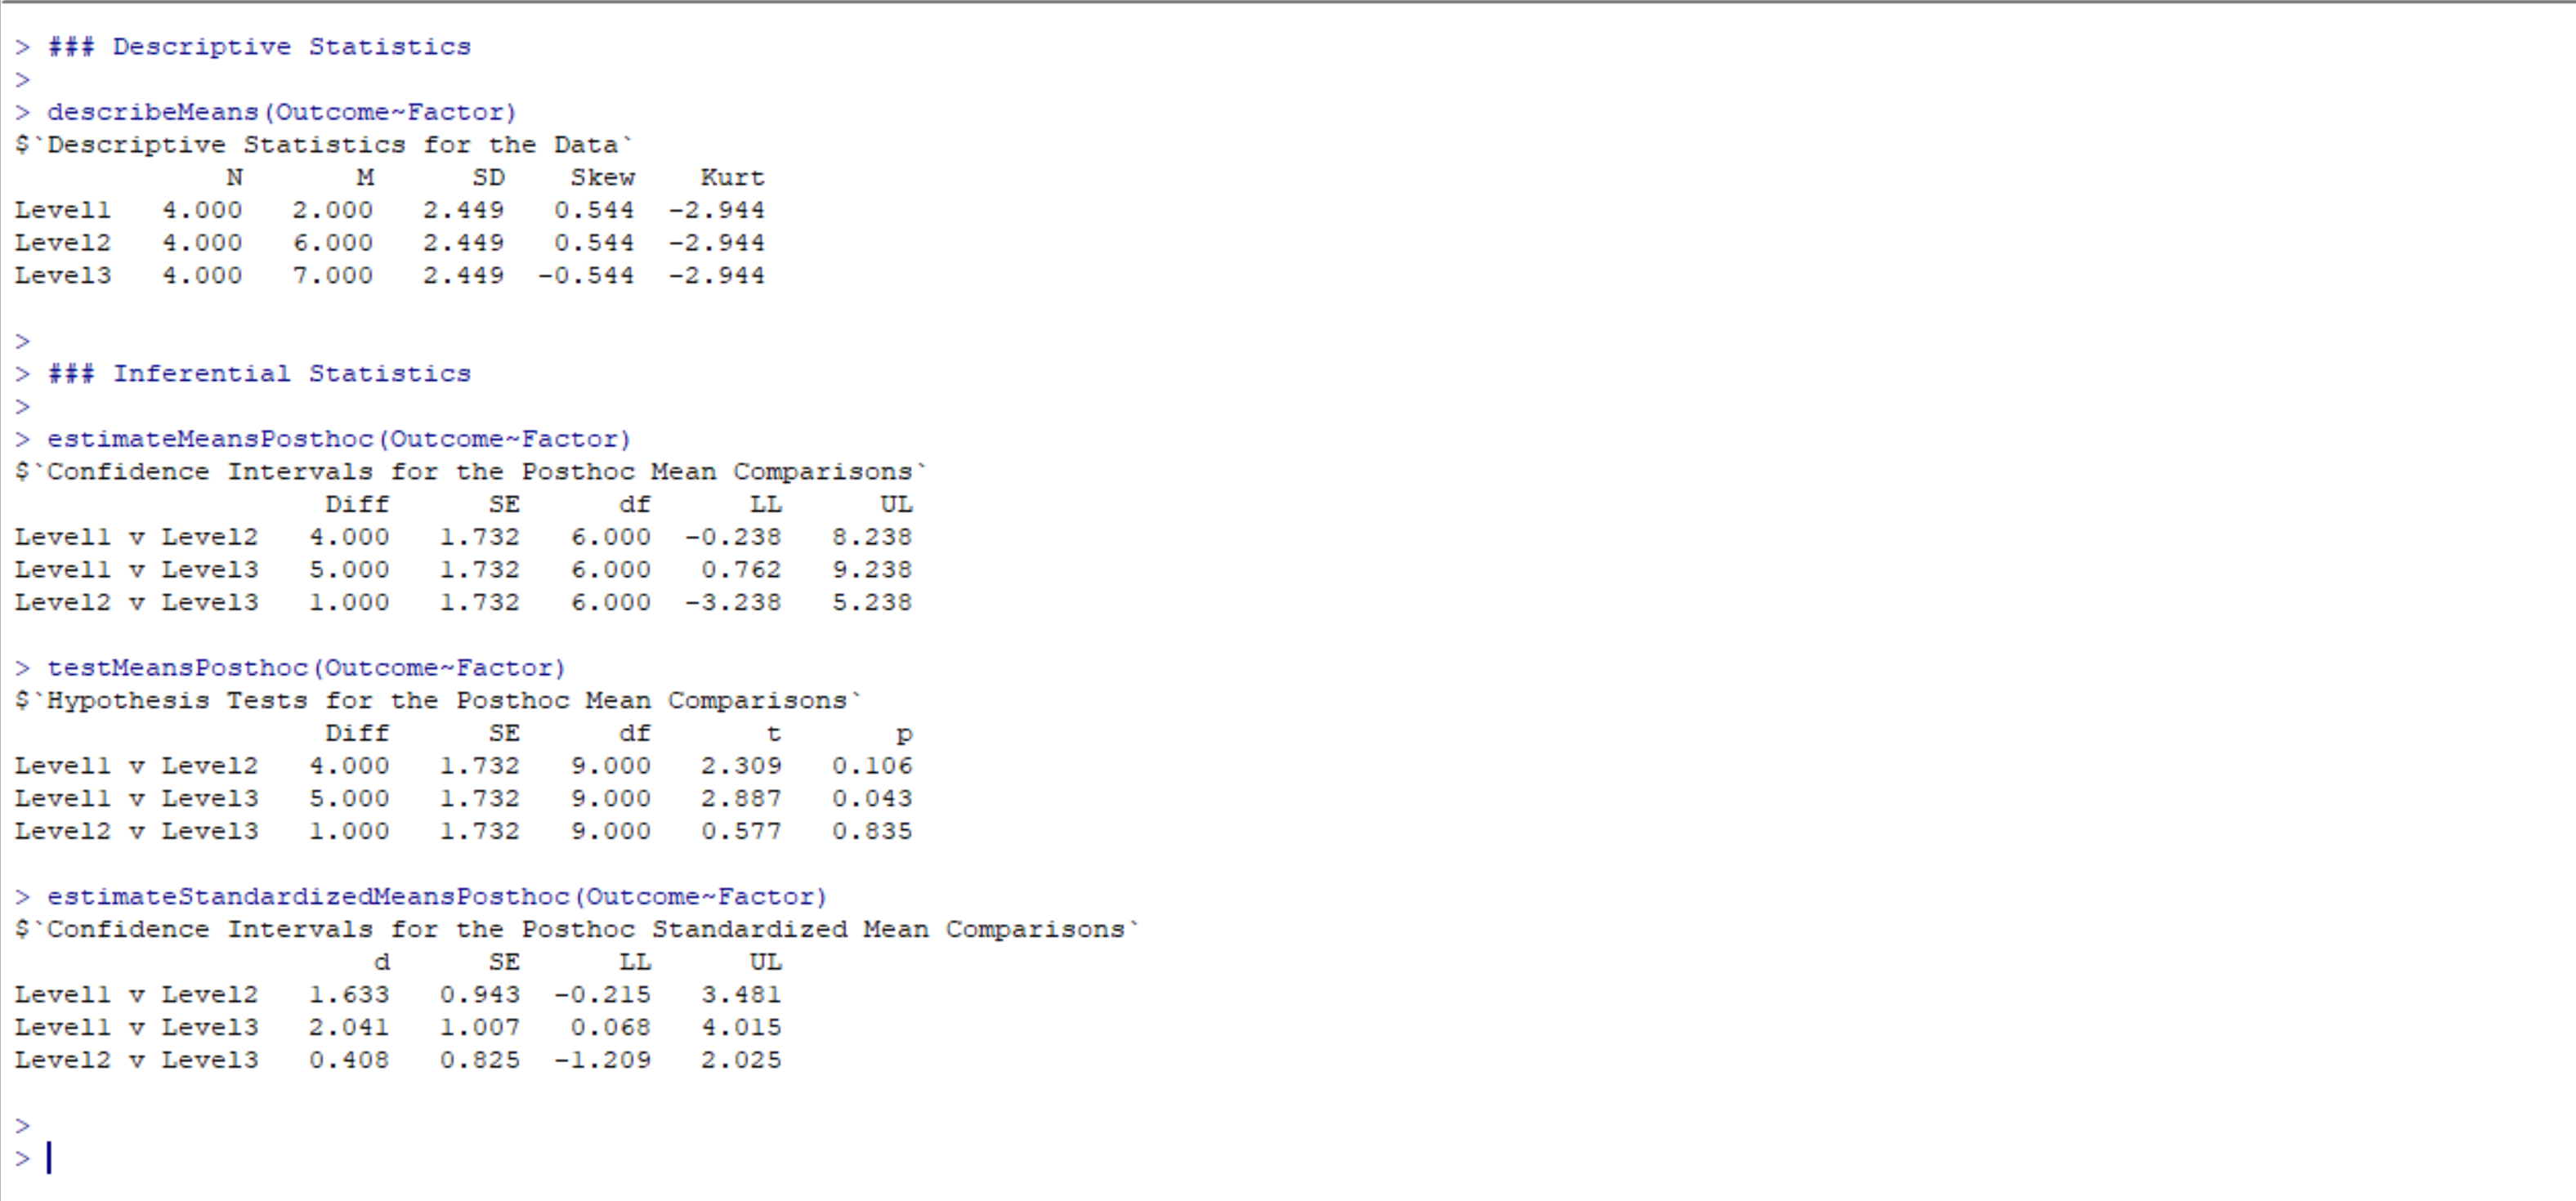 > ### Descriptive Statistics
>
> describeMeans(Outcome~Factor)
$`Descriptive Statistics for the Data`
             N       M      SD    Skew    Kurt
Level1   4.000   2.000   2.449   0.544  -2.944
Level2   4.000   6.000   2.449   0.544  -2.944
Level3   4.000   7.000   2.449  -0.544  -2.944
>
> ### Inferential Statistics
>
> estimateMeansPosthoc(Outcome~Factor)
$`Confidence Intervals for the Posthoc Mean Comparisons`
                   Diff      SE      df      LL      UL
Level1 v Level2   4.000   1.732   6.000  -0.238   8.238
Level1 v Level3   5.000   1.732   6.000   0.762   9.238
Level2 v Level3   1.000   1.732   6.000  -3.238   5.238
> testMeansPosthoc(Outcome~Factor)
$`Hypothesis Tests for the Posthoc Mean Comparisons`
                   Diff      SE      df       t       p
Level1 v Level2   4.000   1.732   9.000   2.309   0.106
Level1 v Level3   5.000   1.732   9.000   2.887   0.043
Level2 v Level3   1.000   1.732   9.000   0.577   0.835
> estimateStandardizedMeansPosthoc(Outcome~Factor)
$`Confidence Intervals for the Posthoc Standardized Mean Comparisons`
                      d      SE      LL      UL
Level1 v Level2   1.633   0.943  -0.215   3.481
Level1 v Level3   2.041   1.007   0.068   4.015
Level2 v Level3   0.408   0.825  -1.209   2.025
>
>